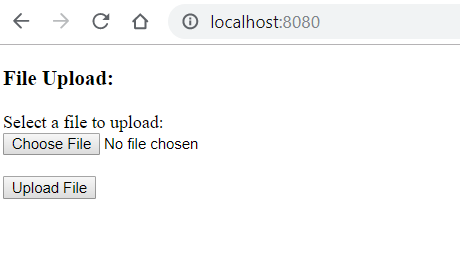 localhost:8080
File Upload:
Select a file to upload:
Choose File No file chosen
Upload File